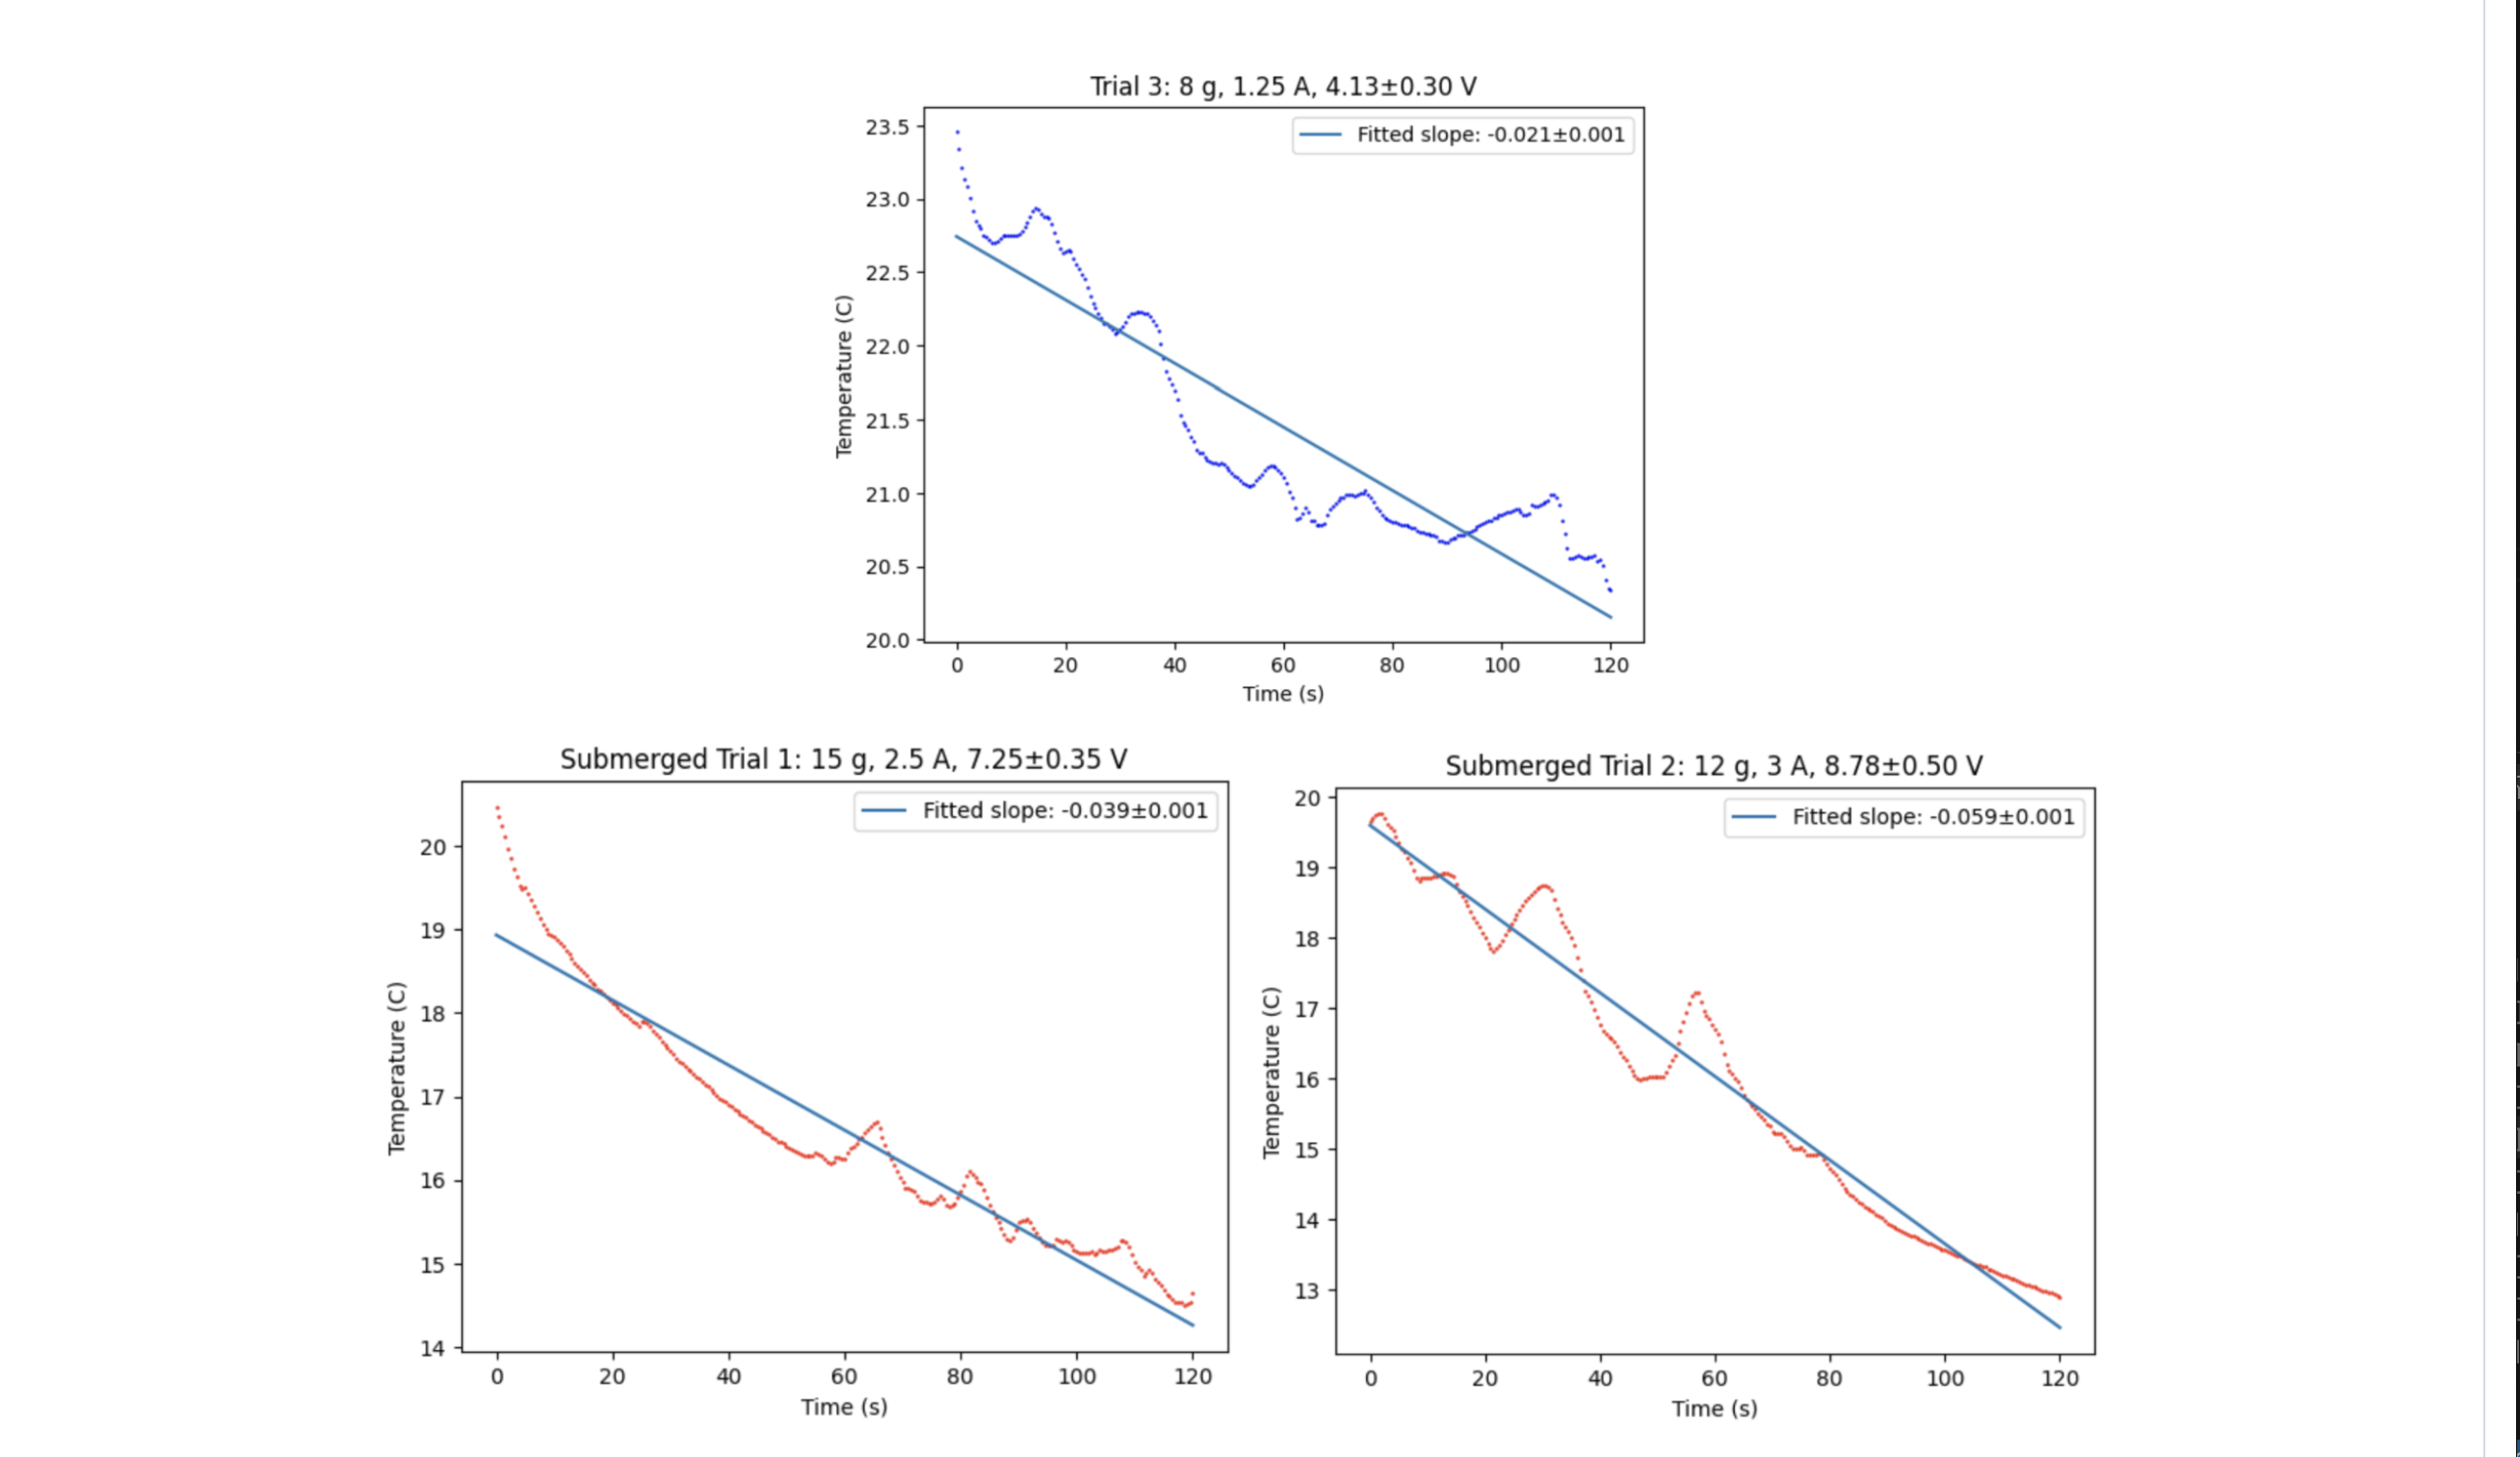 Trial 3: 8 g, 1.25 A, 4.13±0.30 V
Fitted slope: -0.021±0.001
23.5
23.0
22.5
22.0
21.5
21.0
20.5
20.0
Temperature (C)
0 20 40 60 80 100 120
Time (s)
Submerged Trial 1: 15 g, 2.5 A, 7.25±0.35 V
Fitted slope: -0.039±0.001
20
19
18
17
16
15
14
Temperature (C)
0 20 40 60 80 100 120
Time (s)
Submerged Trial 2: 12 g, 3 A, 8.78±0.50 V
Fitted slope: -0.059±0.001
20
19
18
17
16
15
14
13
Temperature (C)
0 20 40 60 80 100 120
Time (s)